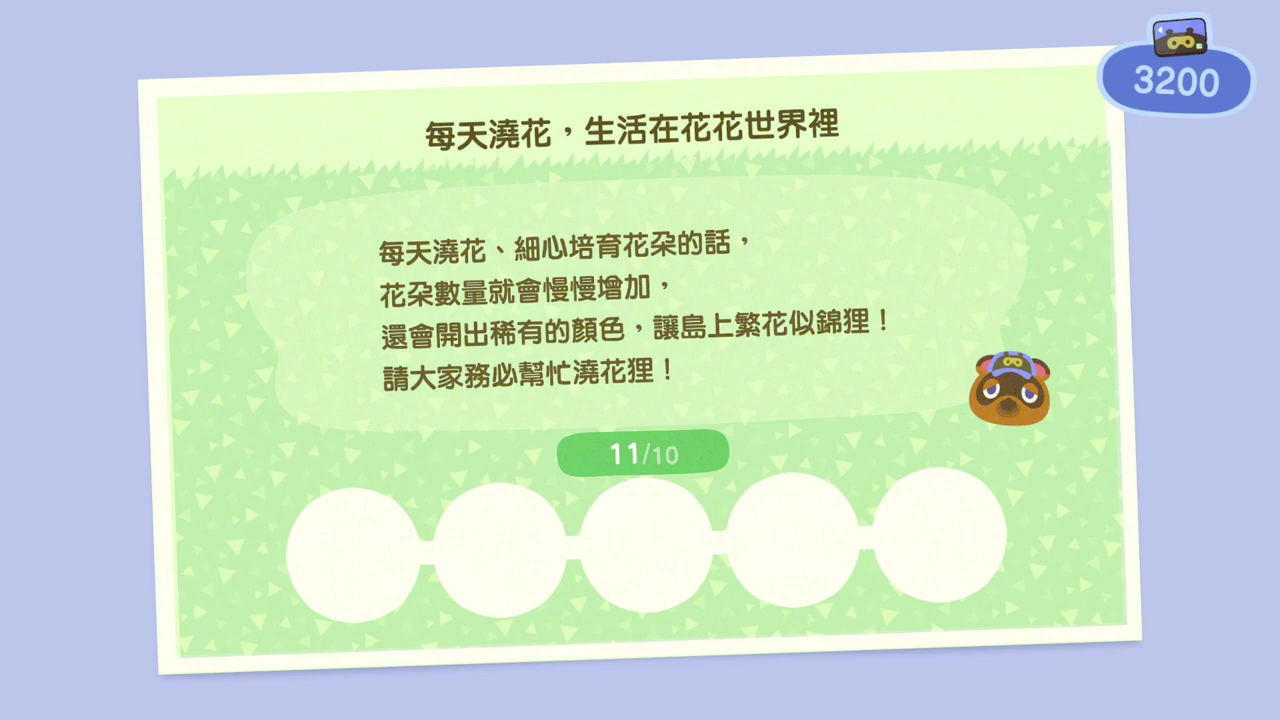 3200
每天澆花，生活在花花世界裡
每天澆花、細心培育花朵的話，
花朵數量就會慢慢增加，
還會開出稀有的顏色，讓島上繁花似錦狸！
請大家務必幫忙澆花狸！
11/10